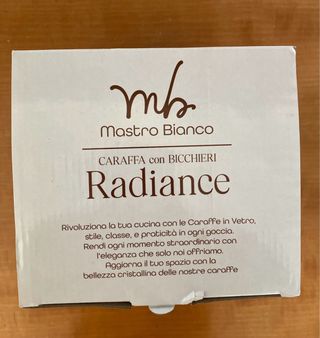 mb
Mastro Bianco
CARAFFA con BICCHIERI
Radiance
Rivoluziona la tua cucina con le Caraffe in Vetro,
stile, classe, e praticità in ogni goccia.
Rendi ogni momento straordinario con
l'eleganza che solo noi offriamo.
Aggiorna il tuo spazio con la
bellezza cristallina delle nostre caraffe